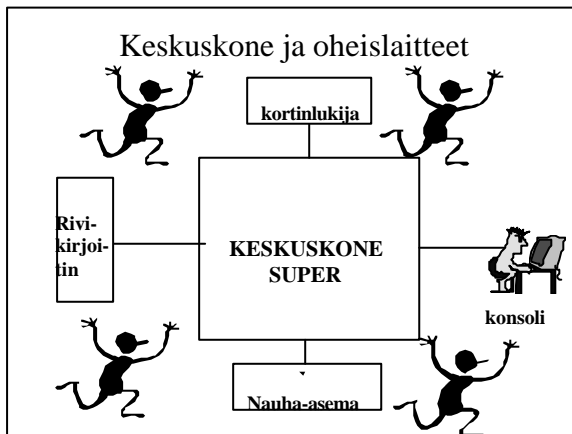 Keskuskone ja oheislaitteet
kortinlukija
Rivi-
kirjoi-
tin
KESKUSKONE
SUPER
konsoli
Nauha-asema